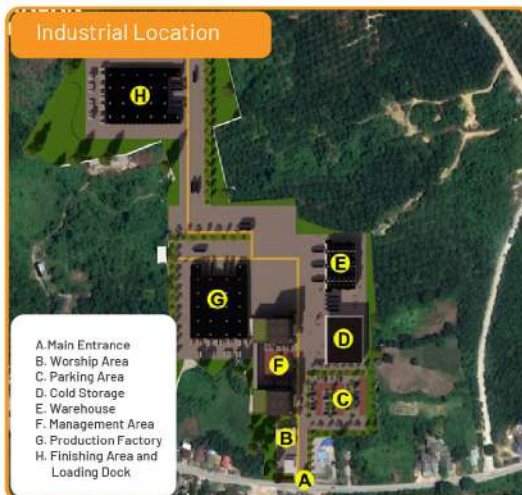 Industrial Location
H
E
G
D
F
C
B
A
A.Main Entrance
B. Worship Area
C. Parking Area
D. Cold Storage
E. Warehouse
F. Management Area
G. Production Factory
H. Finishing Area and
Loading Dock